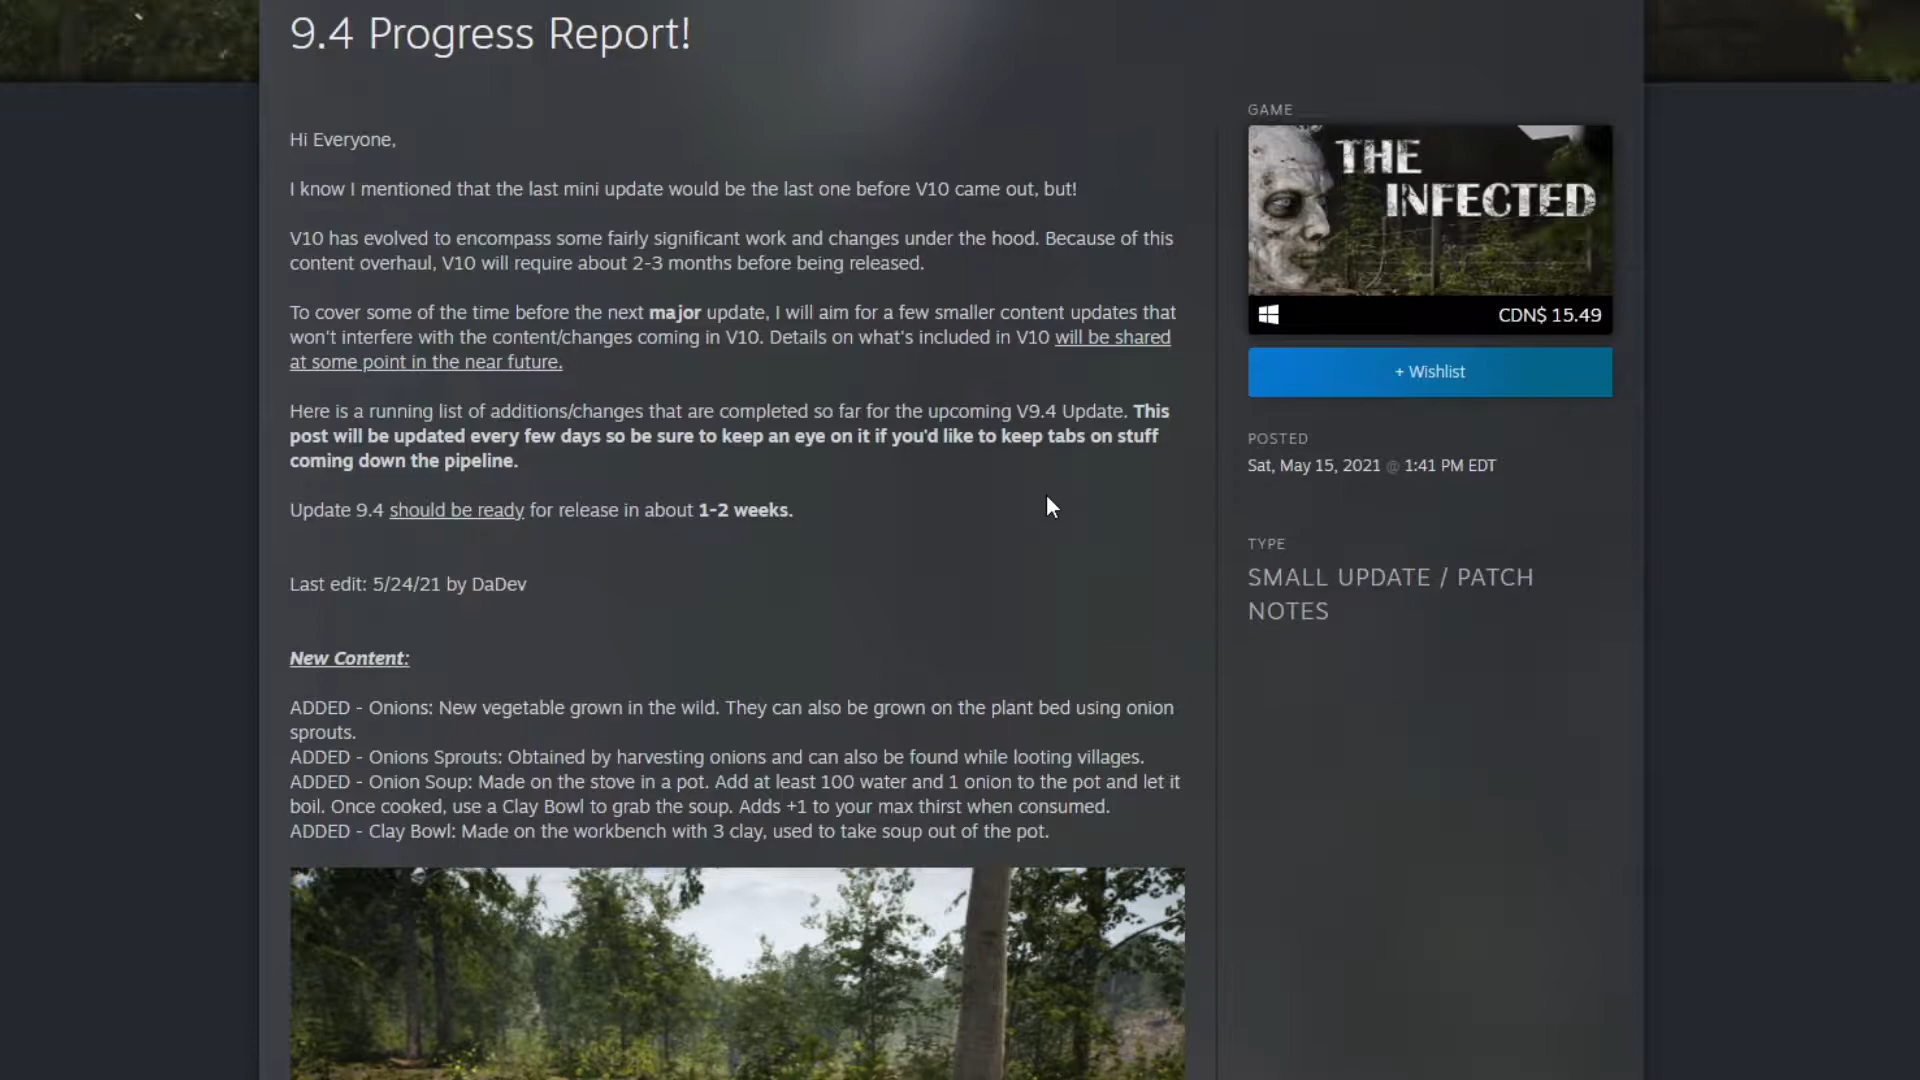 9.4 Progress Report!
Hi Everyone,
I know I mentioned that the last mini update would be the last one before V10 came out, but!
V10 has evolved to encompass some fairly significant work and changes under the hood. Because of this
content overhaul, V10 will require about 2-3 months before being released.
To cover some of the time before the next major update, I will aim for a few smaller content updates that
won't interfere with the content/changes coming in V10. Details on what's included in V10 will be shared
at some point in the near future.
Here is a running list of additions/changes that are completed so far for the upcoming V9.4 Update. This
post will be updated every few days so be sure to keep an eye on it if you'd like to keep tabs on stuff
coming down the pipeline.
Update 9.4 should be ready for release in about 1-2 weeks.
Last edit: 5/24/21 by DaDev
New Content:
ADDED - Onions: New vegetable grown in the wild. They can also be grown on the plant bed using onion
sprouts.
ADDED - Onions Sprouts: Obtained by harvesting onions and can also be found while looting villages.
ADDED - Onion Soup: Made on the stove in a pot. Add at least 100 water and 1 onion to the pot and let it
boil. Once cooked, use a Clay Bowl to grab the soup. Adds +1 to your max thirst when consumed.
ADDED - Clay Bowl: Made on the workbench with 3 clay, used to take soup out of the pot.
GAME
THE
INFECTED
CDN$ 15.49
+ Wishlist
POSTED
Sat, May 15, 2021 @ 1:41 PM EDT
TYPE
SMALL UPDATE / PATCH
NOTES